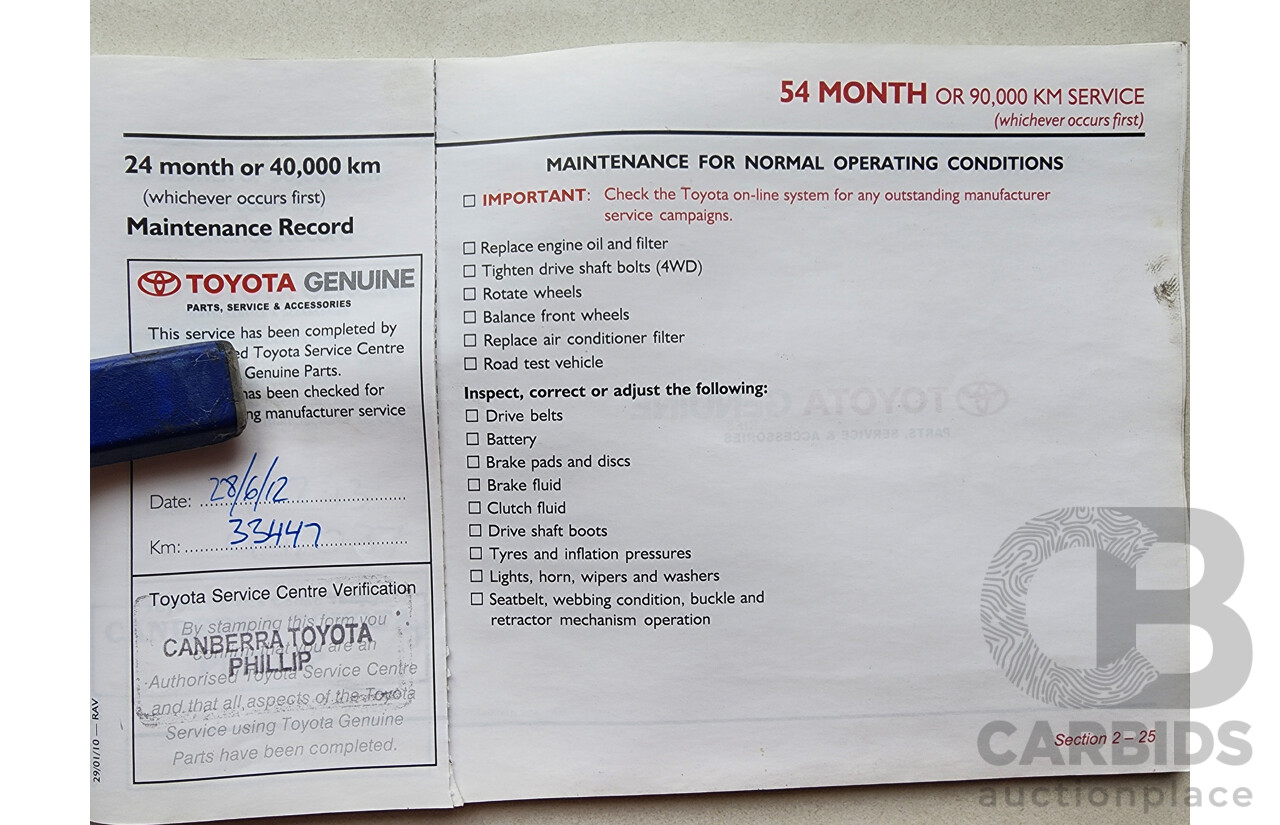 24 month or 40,000 km
(whichever occurs first)
Maintenance Record
TOYOTA GENUINE
PARTS, SERVICE & ACCESSORIES
This service has been completed by
ed Toyota Service Centre
Genuine Parts.
has been checked for
ng manufacturer service
Date: 28/6/12
Km: 33447
Toyota Service Centre Verification
By stamping this form you
confirm that you are an
Authorised Toyota Service Centre
and that all aspects of the Toyota
Service using Toyota Genuine
Parts have been completed.
CANBERRA TOYOTA
PHILLIP
29/01/10 — RAV
54 MONTH OR 90,000 KM SERVICE
(whichever occurs first)
MAINTENANCE FOR NORMAL OPERATING CONDITIONS
IMPORTANT: Check the Toyota on-line system for any outstanding manufacturer
service campaigns.
Replace engine oil and filter
Tighten drive shaft bolts (4WD)
Rotate wheels
Balance front wheels
Replace air conditioner filter
Road test vehicle
Inspect, correct or adjust the following:
Drive belts
Battery
Brake pads and discs
Brake fluid
Clutch fluid
Drive shaft boots
Tyres and inflation pressures
Lights, horn, wipers and washers
Seatbelt, webbing condition, buckle and
retractor mechanism operation
Section 2 – 25
CB
CARBIDS
auctionplace